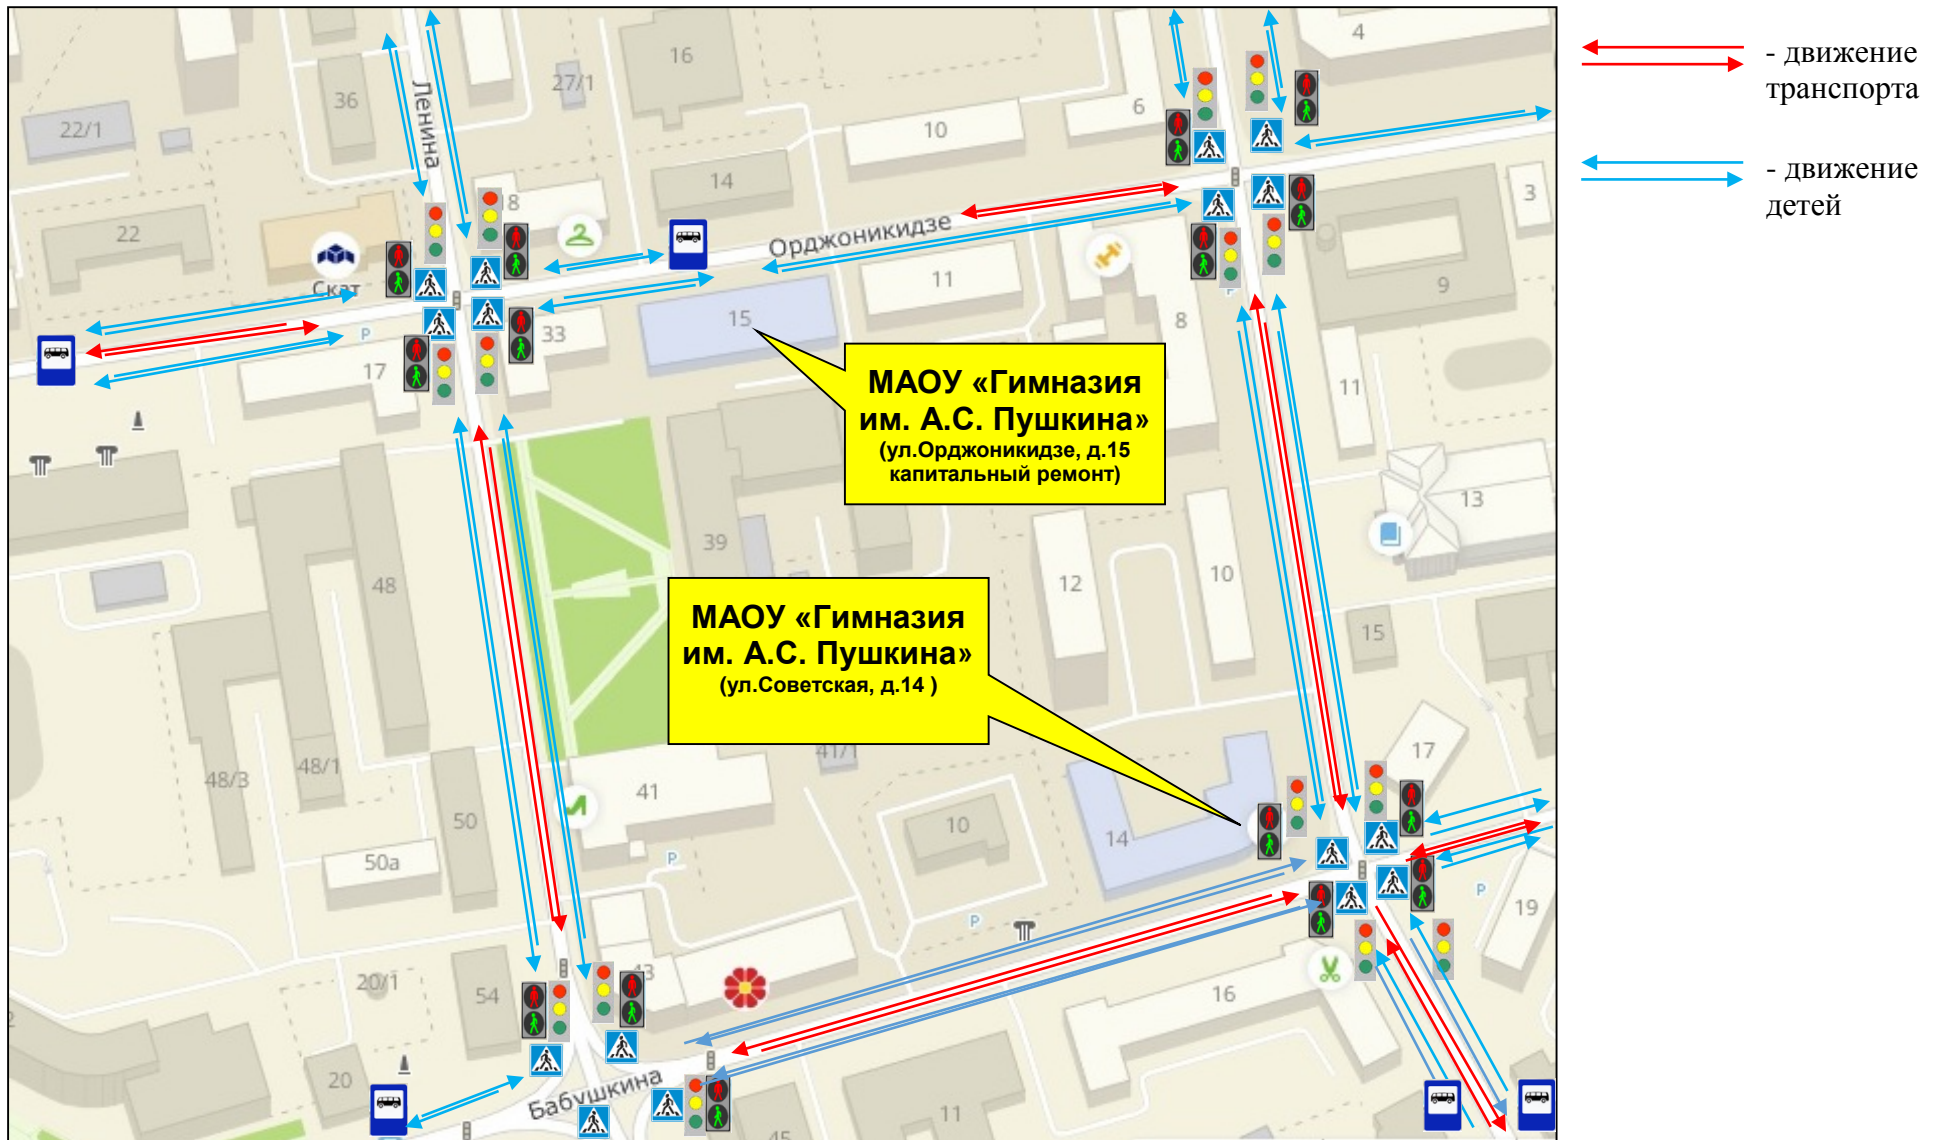 4
- движение
транспорта
16
27/1
36
Ленина
6
22/1
10
- движение
детей
14
3
18
22
Орджоникидзе
Скат
11
9
15
P
33
8
17
МАОУ «Гимназия
им. А.С. Пушкина»
(ул.Орджоникидзе, д.15
капитальный ремонт)
11
13
39
48
12
10
МАОУ «Гимназия
им. А.С. Пушкина»
(ул.Советская, д.14 )
15
41/1
17
48/3
48/1
41
50
10
14
50а
P
P
P
19
43
20/1
54
16
20
Бабушкина
11
45